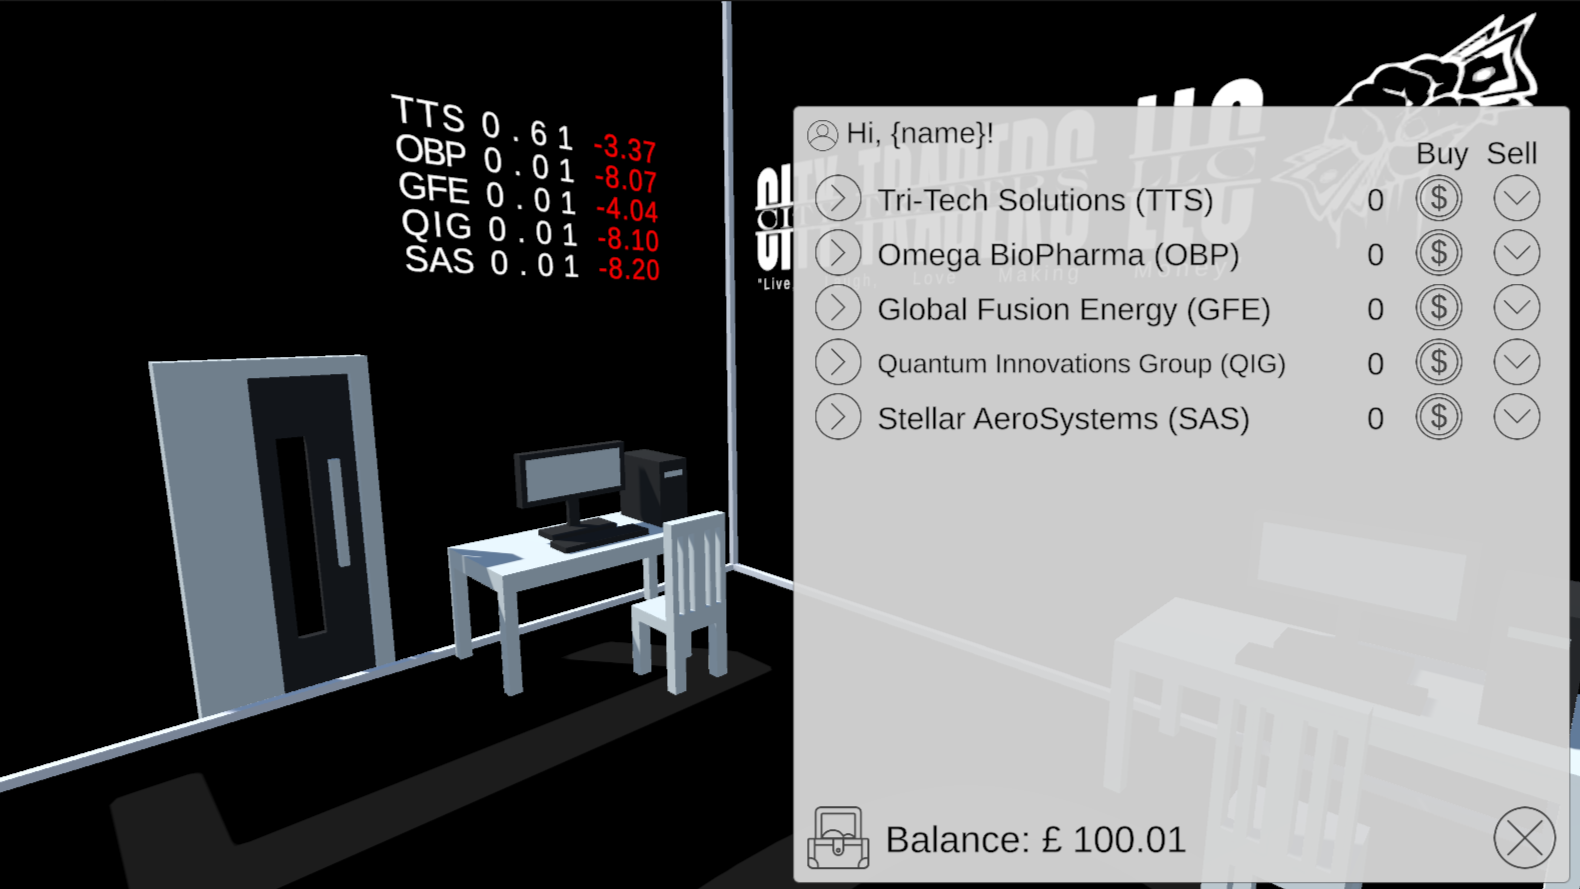 TTS 0.61 -3.37
OBP 0.01 -8.07
GFE 0.01 -4.04
QIG 0.01 -8.10
SAS 0.01 -8.20
CITY TRADERS LLC
"Live, Laugh, Love Making Money"
Hi, {name}!
Buy Sell
Tri-Tech Solutions (TTS) 0 $
Omega BioPharma (OBP) 0 $
Global Fusion Energy (GFE) 0 $
Quantum Innovations Group (QIG) 0 $
Stellar AeroSystems (SAS) 0 $
Balance: £ 100.01